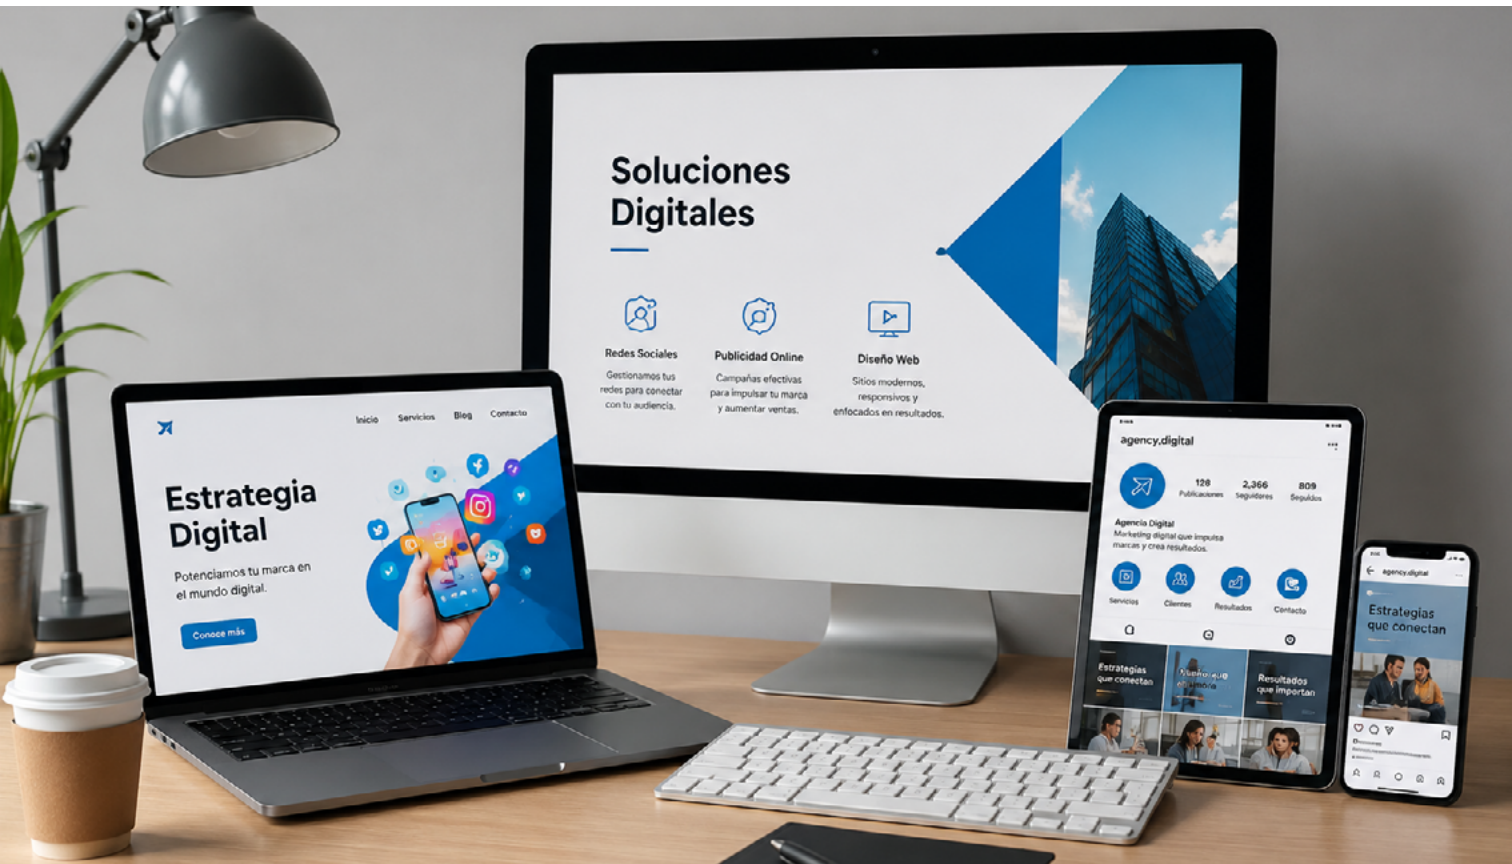 Soluciones
Digitales
Redes Sociales
Gestionamos tus
redes para conectar
con tu audiencia.
Publicidad Online
Campañas efectivas
para impulsar tu marca
y aumentar ventas.
Diseño Web
Sitios modernos,
responsivos y
enfocados en resultados.
Inicio Servicios Blog Contacto
Estrategia
Digital
Potenciamos tu marca en
el mundo digital.
Conoce más
agency.digital
128 2,366 809
Publicaciones Seguidores Seguidos
Agencia Digital
Marketing digital que impulsa
marcas y crea resultados.
Servicios Clientes Resultados Contacto
Estrategias
que conectan
que
Resultados
que importan
agency.digital
Estrategias
que conectan